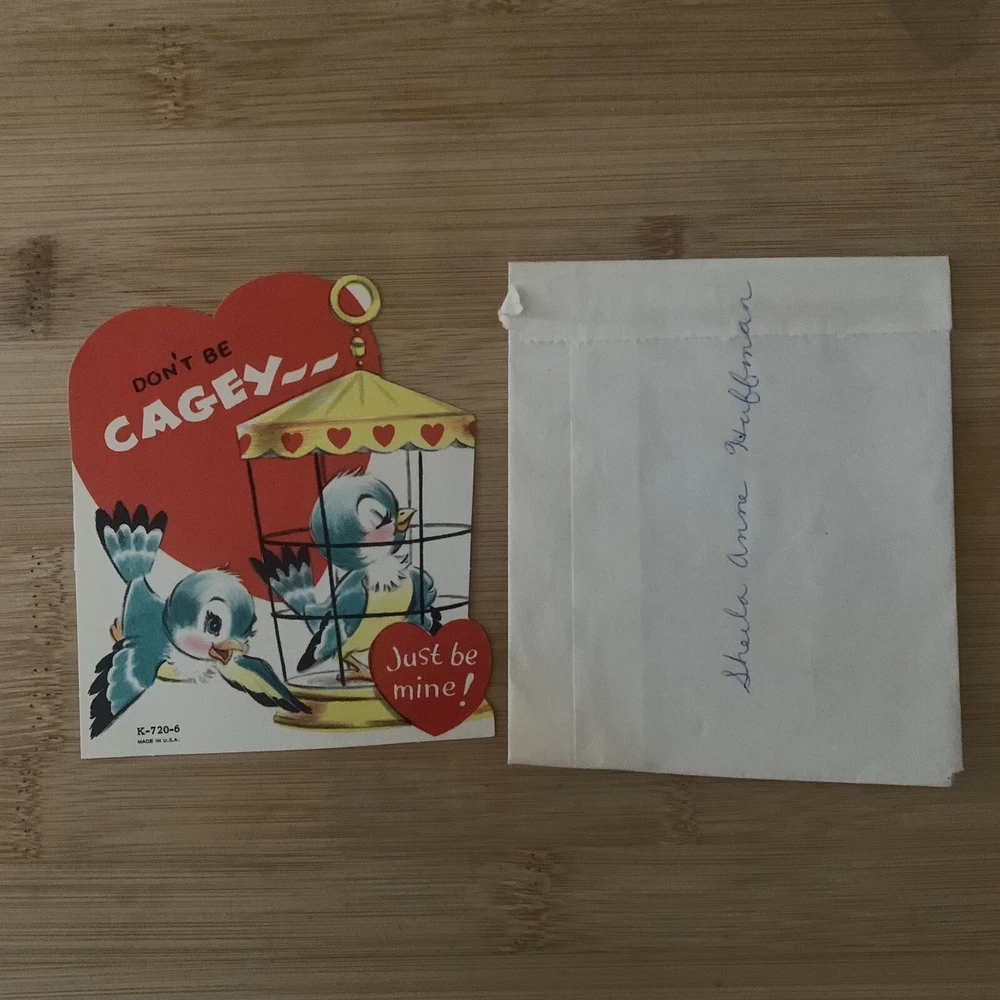 DON'T BE
CAGEY--
Just be
mine!
K-720-6
MADE IN U.S.A.
Sheila Anne Huffman